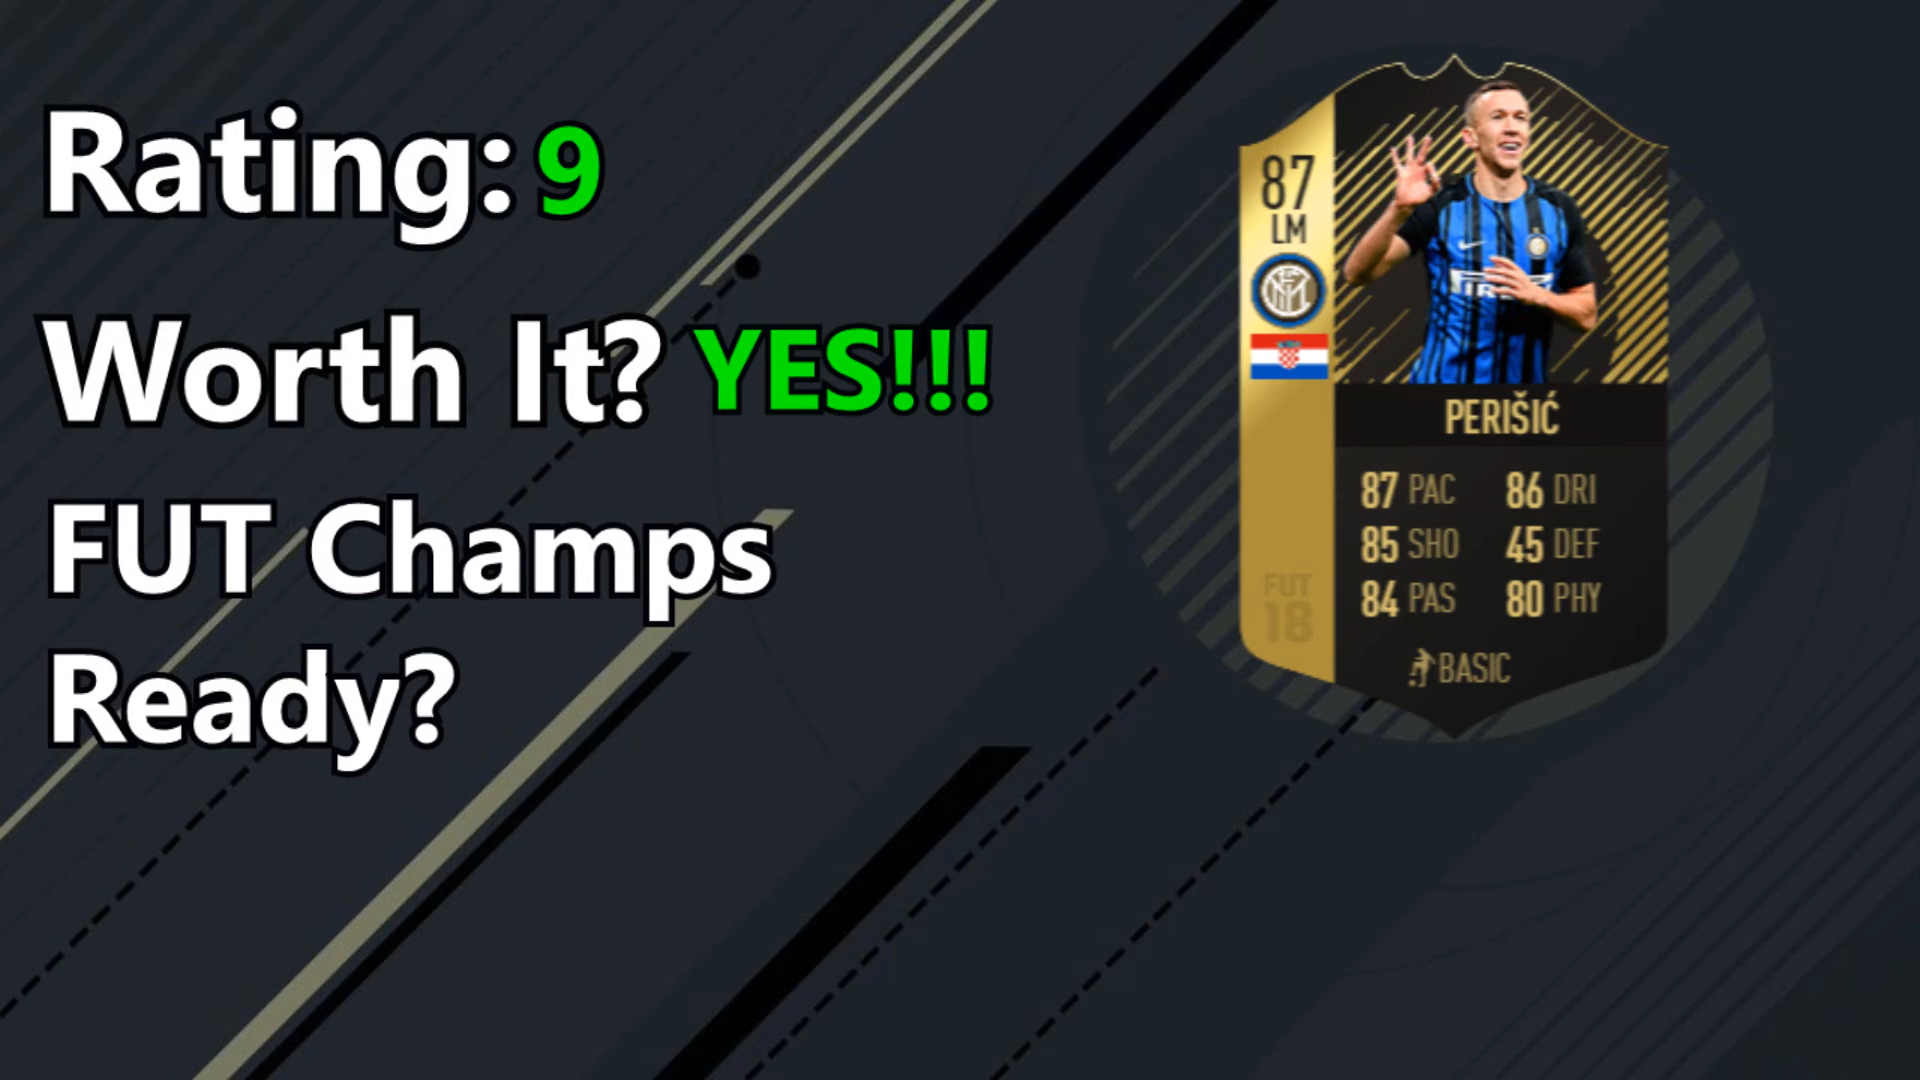 Rating: 9
Worth It? YES!!!
FUT Champs
Ready?
87
LM
FUT
18
PERIŠIĆ
87 PAC 86 DRI
85 SHO 45 DEF
84 PAS 80 PHY
BASIC